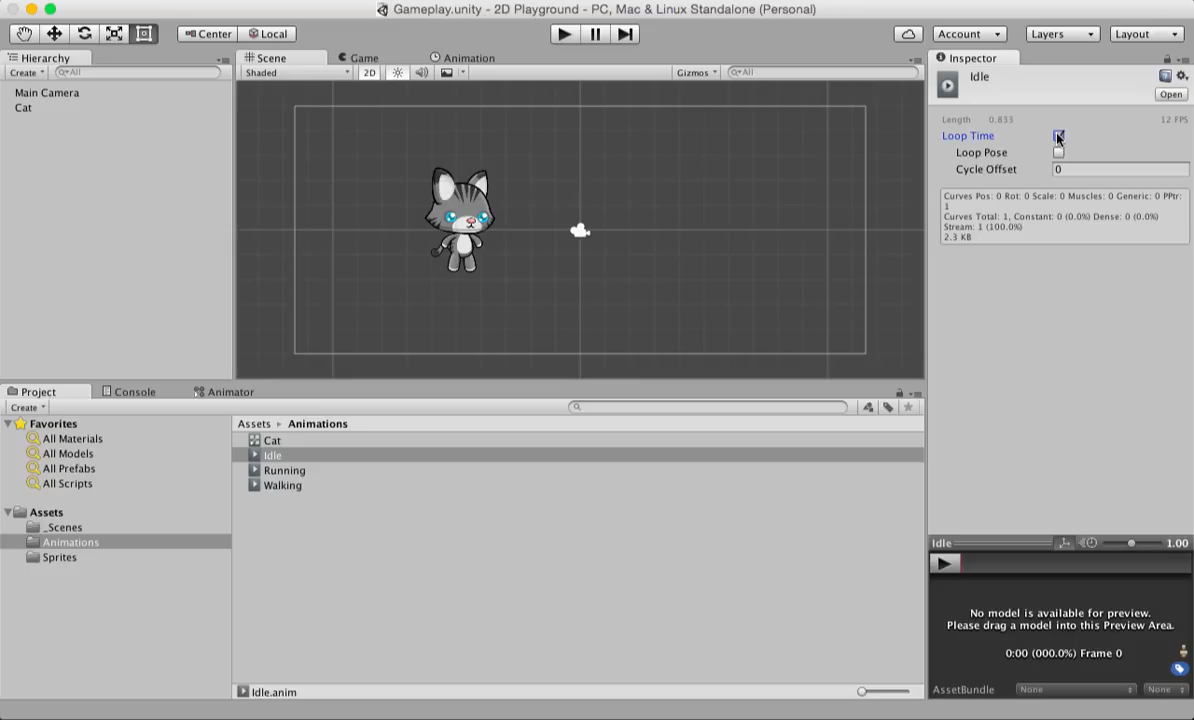 Gameplay.unity - 2D Playground - PC, Mac & Linux Standalone (Personal)
Center Local Account Layers Layout
Hierarchy
Create All
Main Camera
Cat
Scene Game Animation
Shaded 2D Gizmos All
Inspector
Idle
Open
Length 0.833 12 FPS
Loop Time
Loop Pose
Cycle Offset 0
Curves Pos: 0 Rot: 0 Scale: 0 Muscles: 0 Generic: 0 PPtr:
1
Curves Total: 1, Constant: 0 (0.0%) Dense: 0 (0.0%)
Stream: 1 (100.0%)
2.3 KB
Project Console Animator
Create
Favorites
All Materials
All Models
All Prefabs
All Scripts
Assets
_Scenes
Animations
Sprites
Assets Animations
Cat
Idle
Running
Walking
Idle.anim
Idle 1.00
No model is available for preview.
Please drag a model into this Preview Area.
0:00 (000.0%) Frame 0
AssetBundle None None